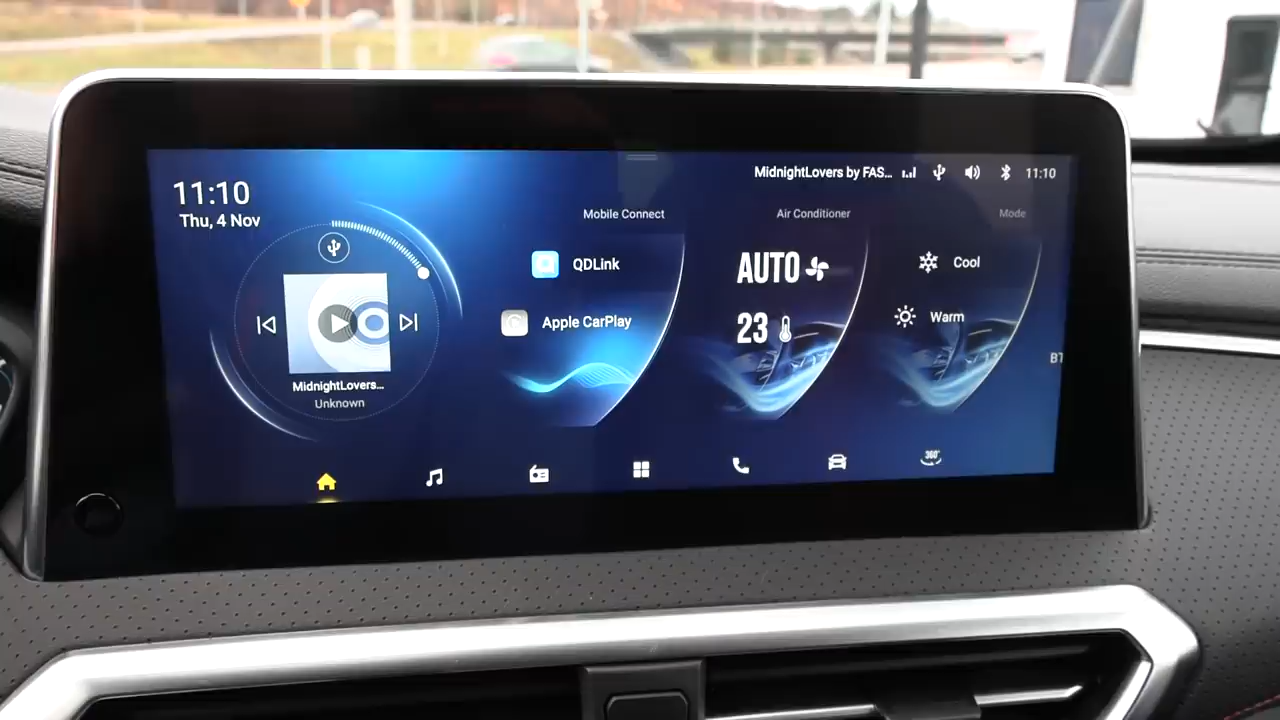 MidnightLovers by FAS... 11:10
11:10
Thu, 4 Nov
Mobile Connect
Air Conditioner
Mode
QDLink
Apple CarPlay
AUTO
23
Cool
Warm
BT
MidnightLovers...
Unknown
360°